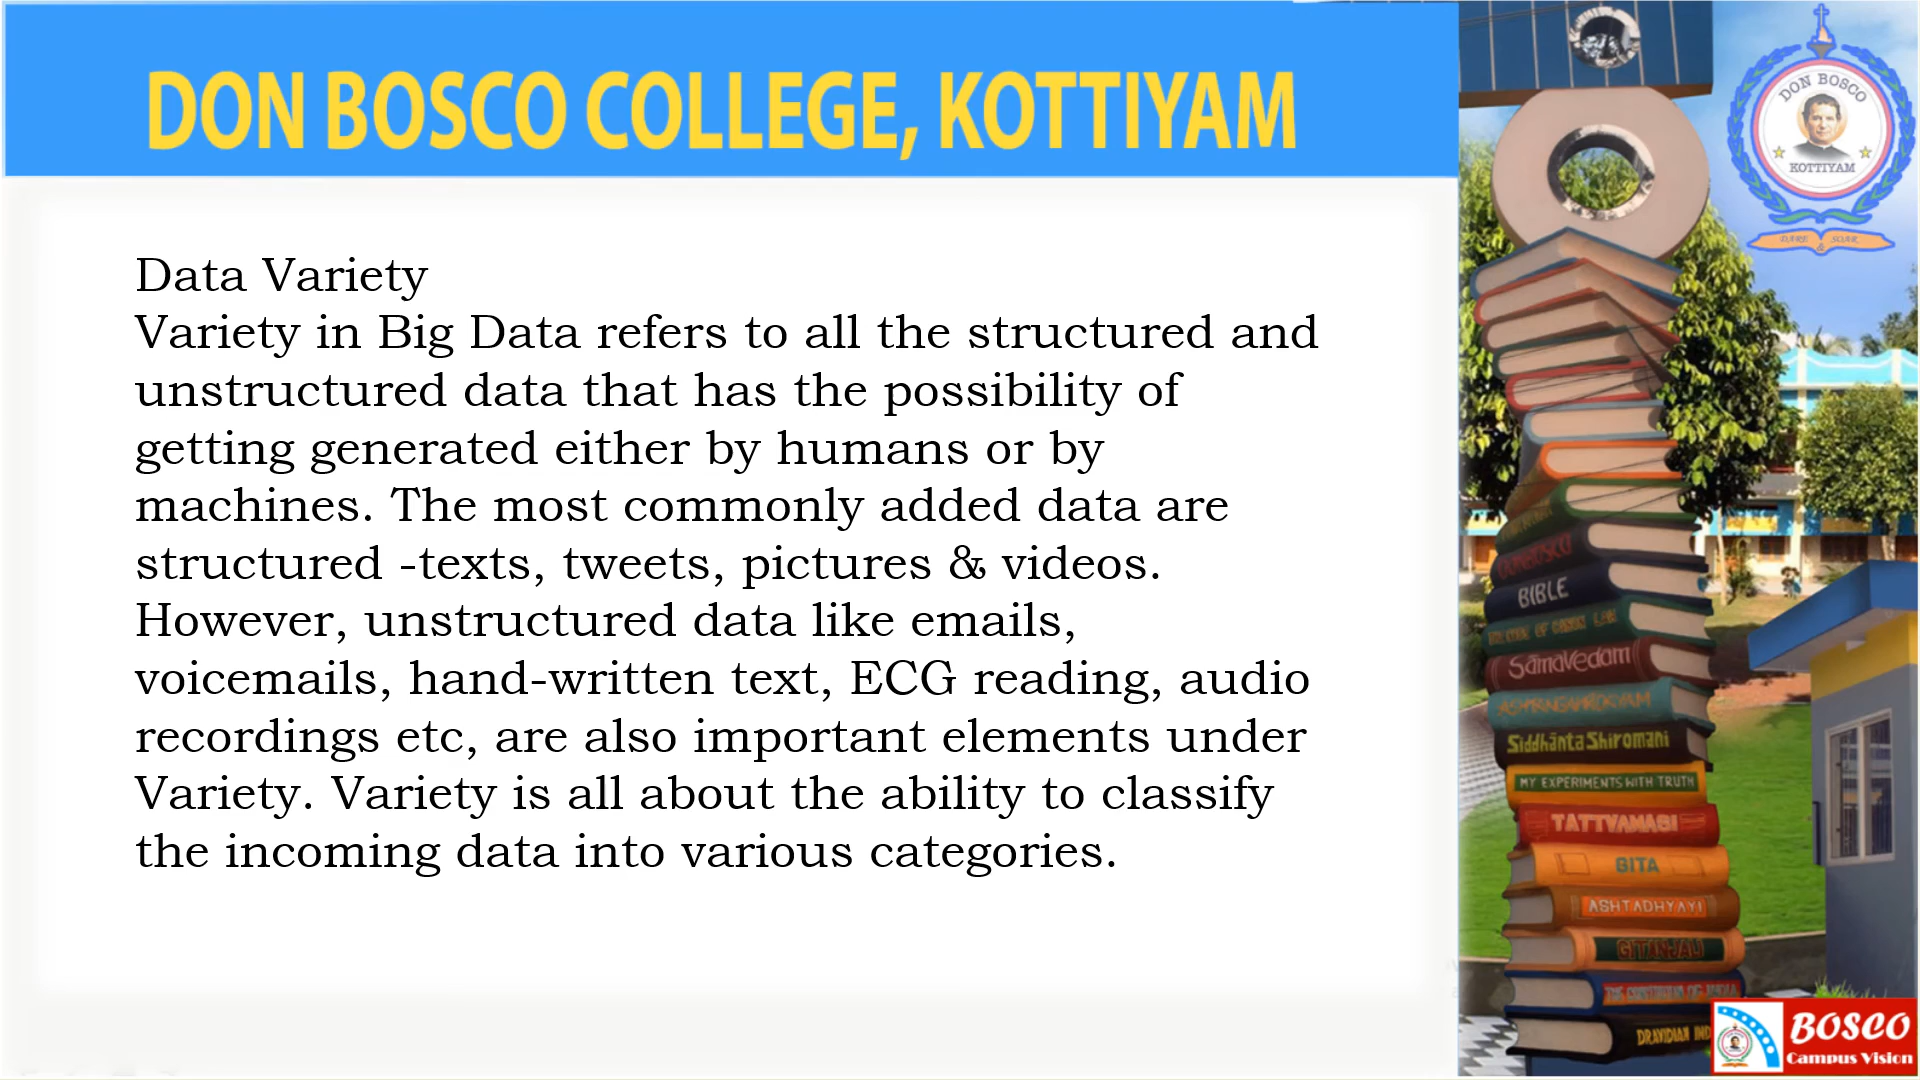 DON BOSCO COLLEGE, KOTTIYAM
DON BOSCO
KOTTIYAM
DARE & SOAR
Data Variety
Variety in Big Data refers to all the structured and
unstructured data that has the possibility of
getting generated either by humans or by
machines. The most commonly added data are
structured -texts, tweets, pictures & videos.
However, unstructured data like emails,
voicemails, hand-written text, ECG reading, audio
recordings etc, are also important elements under
Variety. Variety is all about the ability to classify
the incoming data into various categories.
BIBLE
SāmaVedam
SiddhāntaShiromani
MY EXPERIMENTS WITH TRUTH
TATTVAMASI
GITA
ASHTADHYAYI
GITANJALI
DRAVIDIAN
BOSCO
Campus Vision